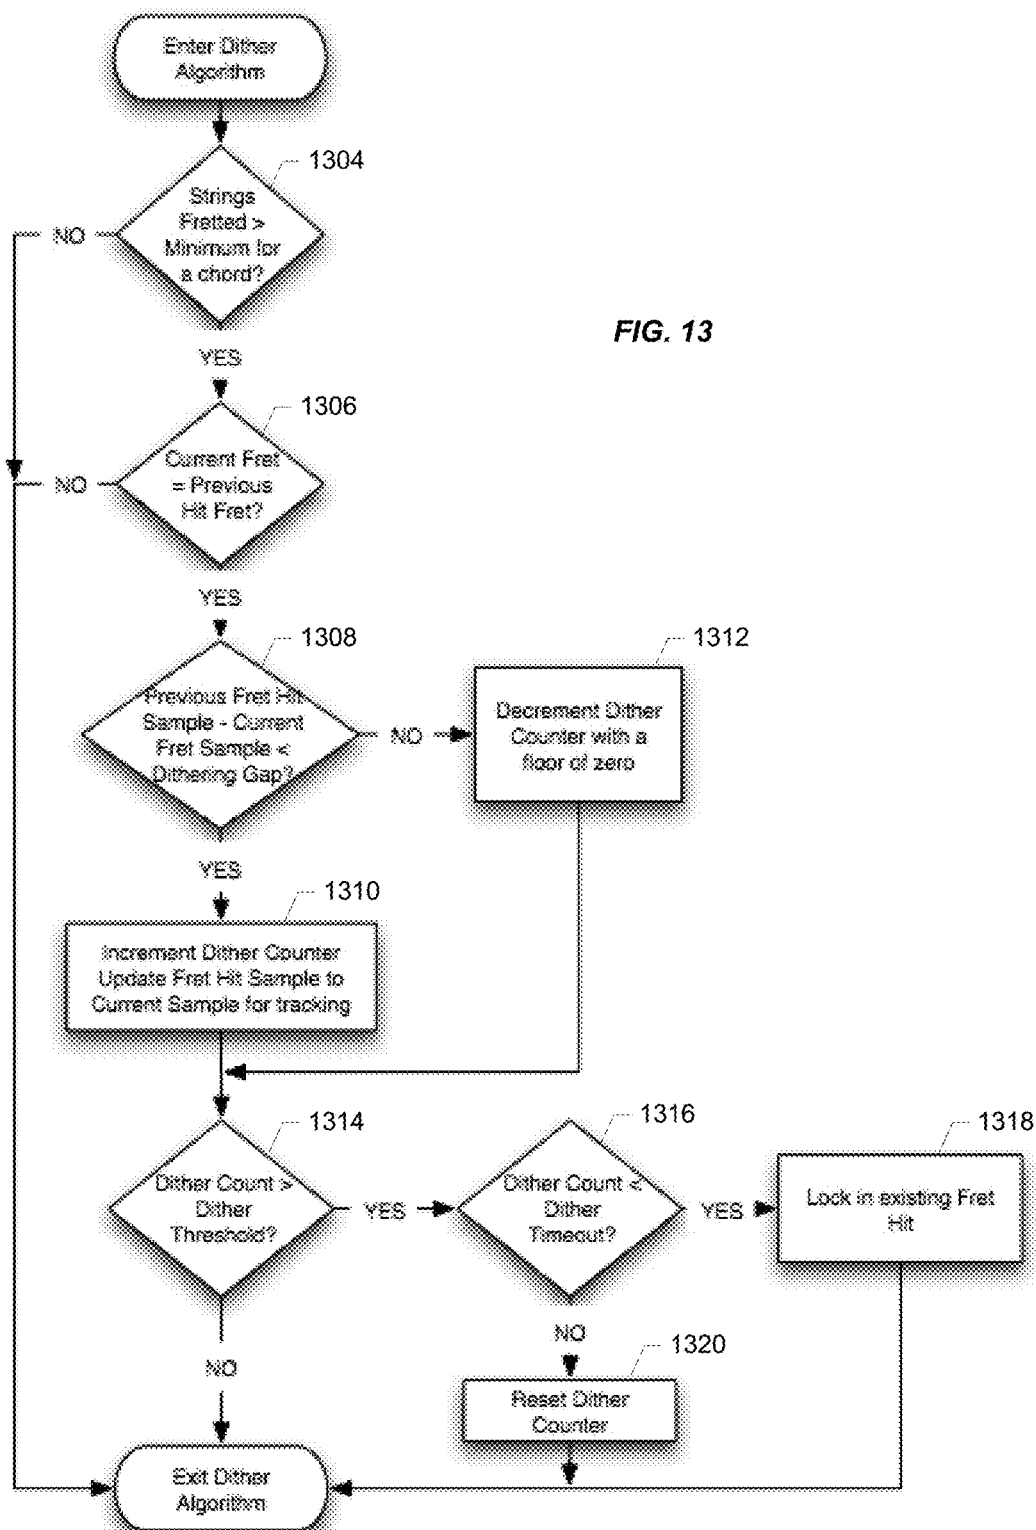 Enter Dither
Algorithm
1304
Strings
Fretted >
Minimum for
a chord?
NO
FIG. 13
YES
1306
Current Fret
= Previous
Hit Fret?
NO
YES
1308
Previous Fret Hit
Sample - Current
Fret Sample <
Dithering Gap?
NO
1312
Decrement Dither
Counter with a
floor of zero
YES
1310
Increment Dither Counter
Update Fret Hit Sample to
Current Sample for tracking
1314
Dither Count >
Dither
Threshold?
YES
1316
Dither Count <
Dither
Timeout?
YES
1318
Lock in existing Fret
Hit
NO
NO
1320
Reset Dither
Counter
Exit Dither
Algorithm